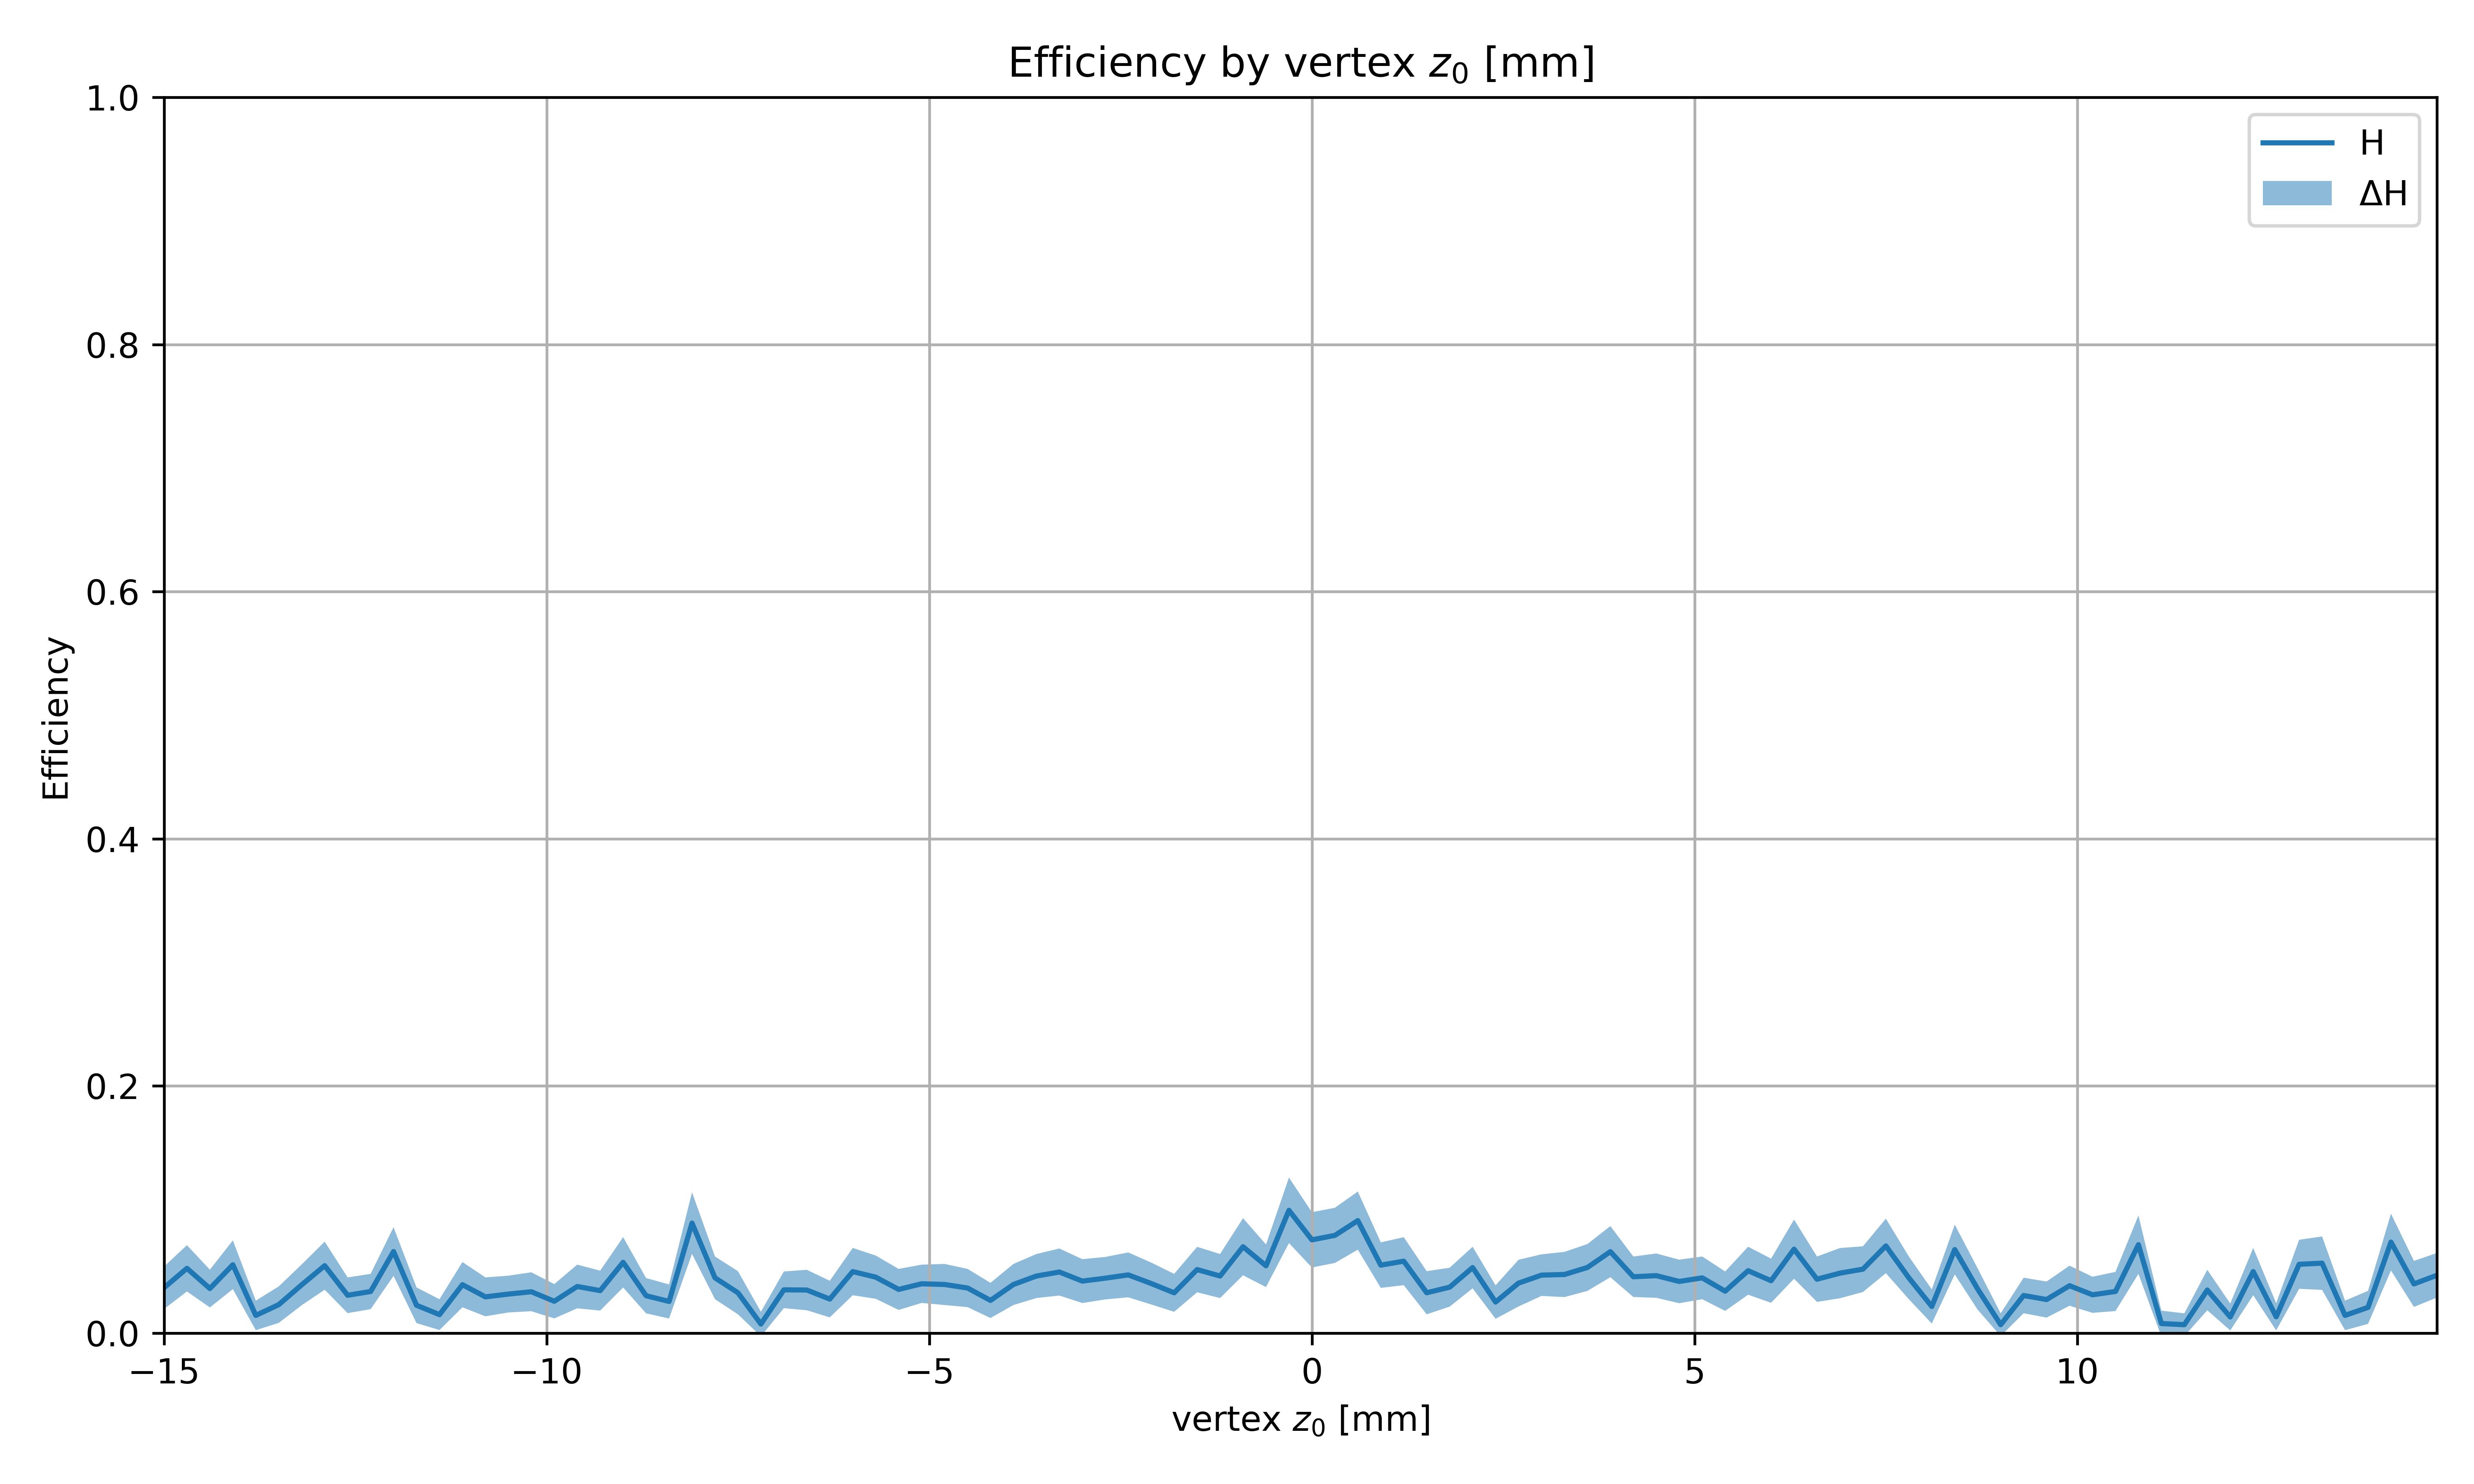 Efficiency by vertex z₀ [mm]
1.0
0.8
0.6
0.4
0.2
0.0
Efficiency
H
ΔH
−15 −10 −5 0 5 10
vertex z₀ [mm]